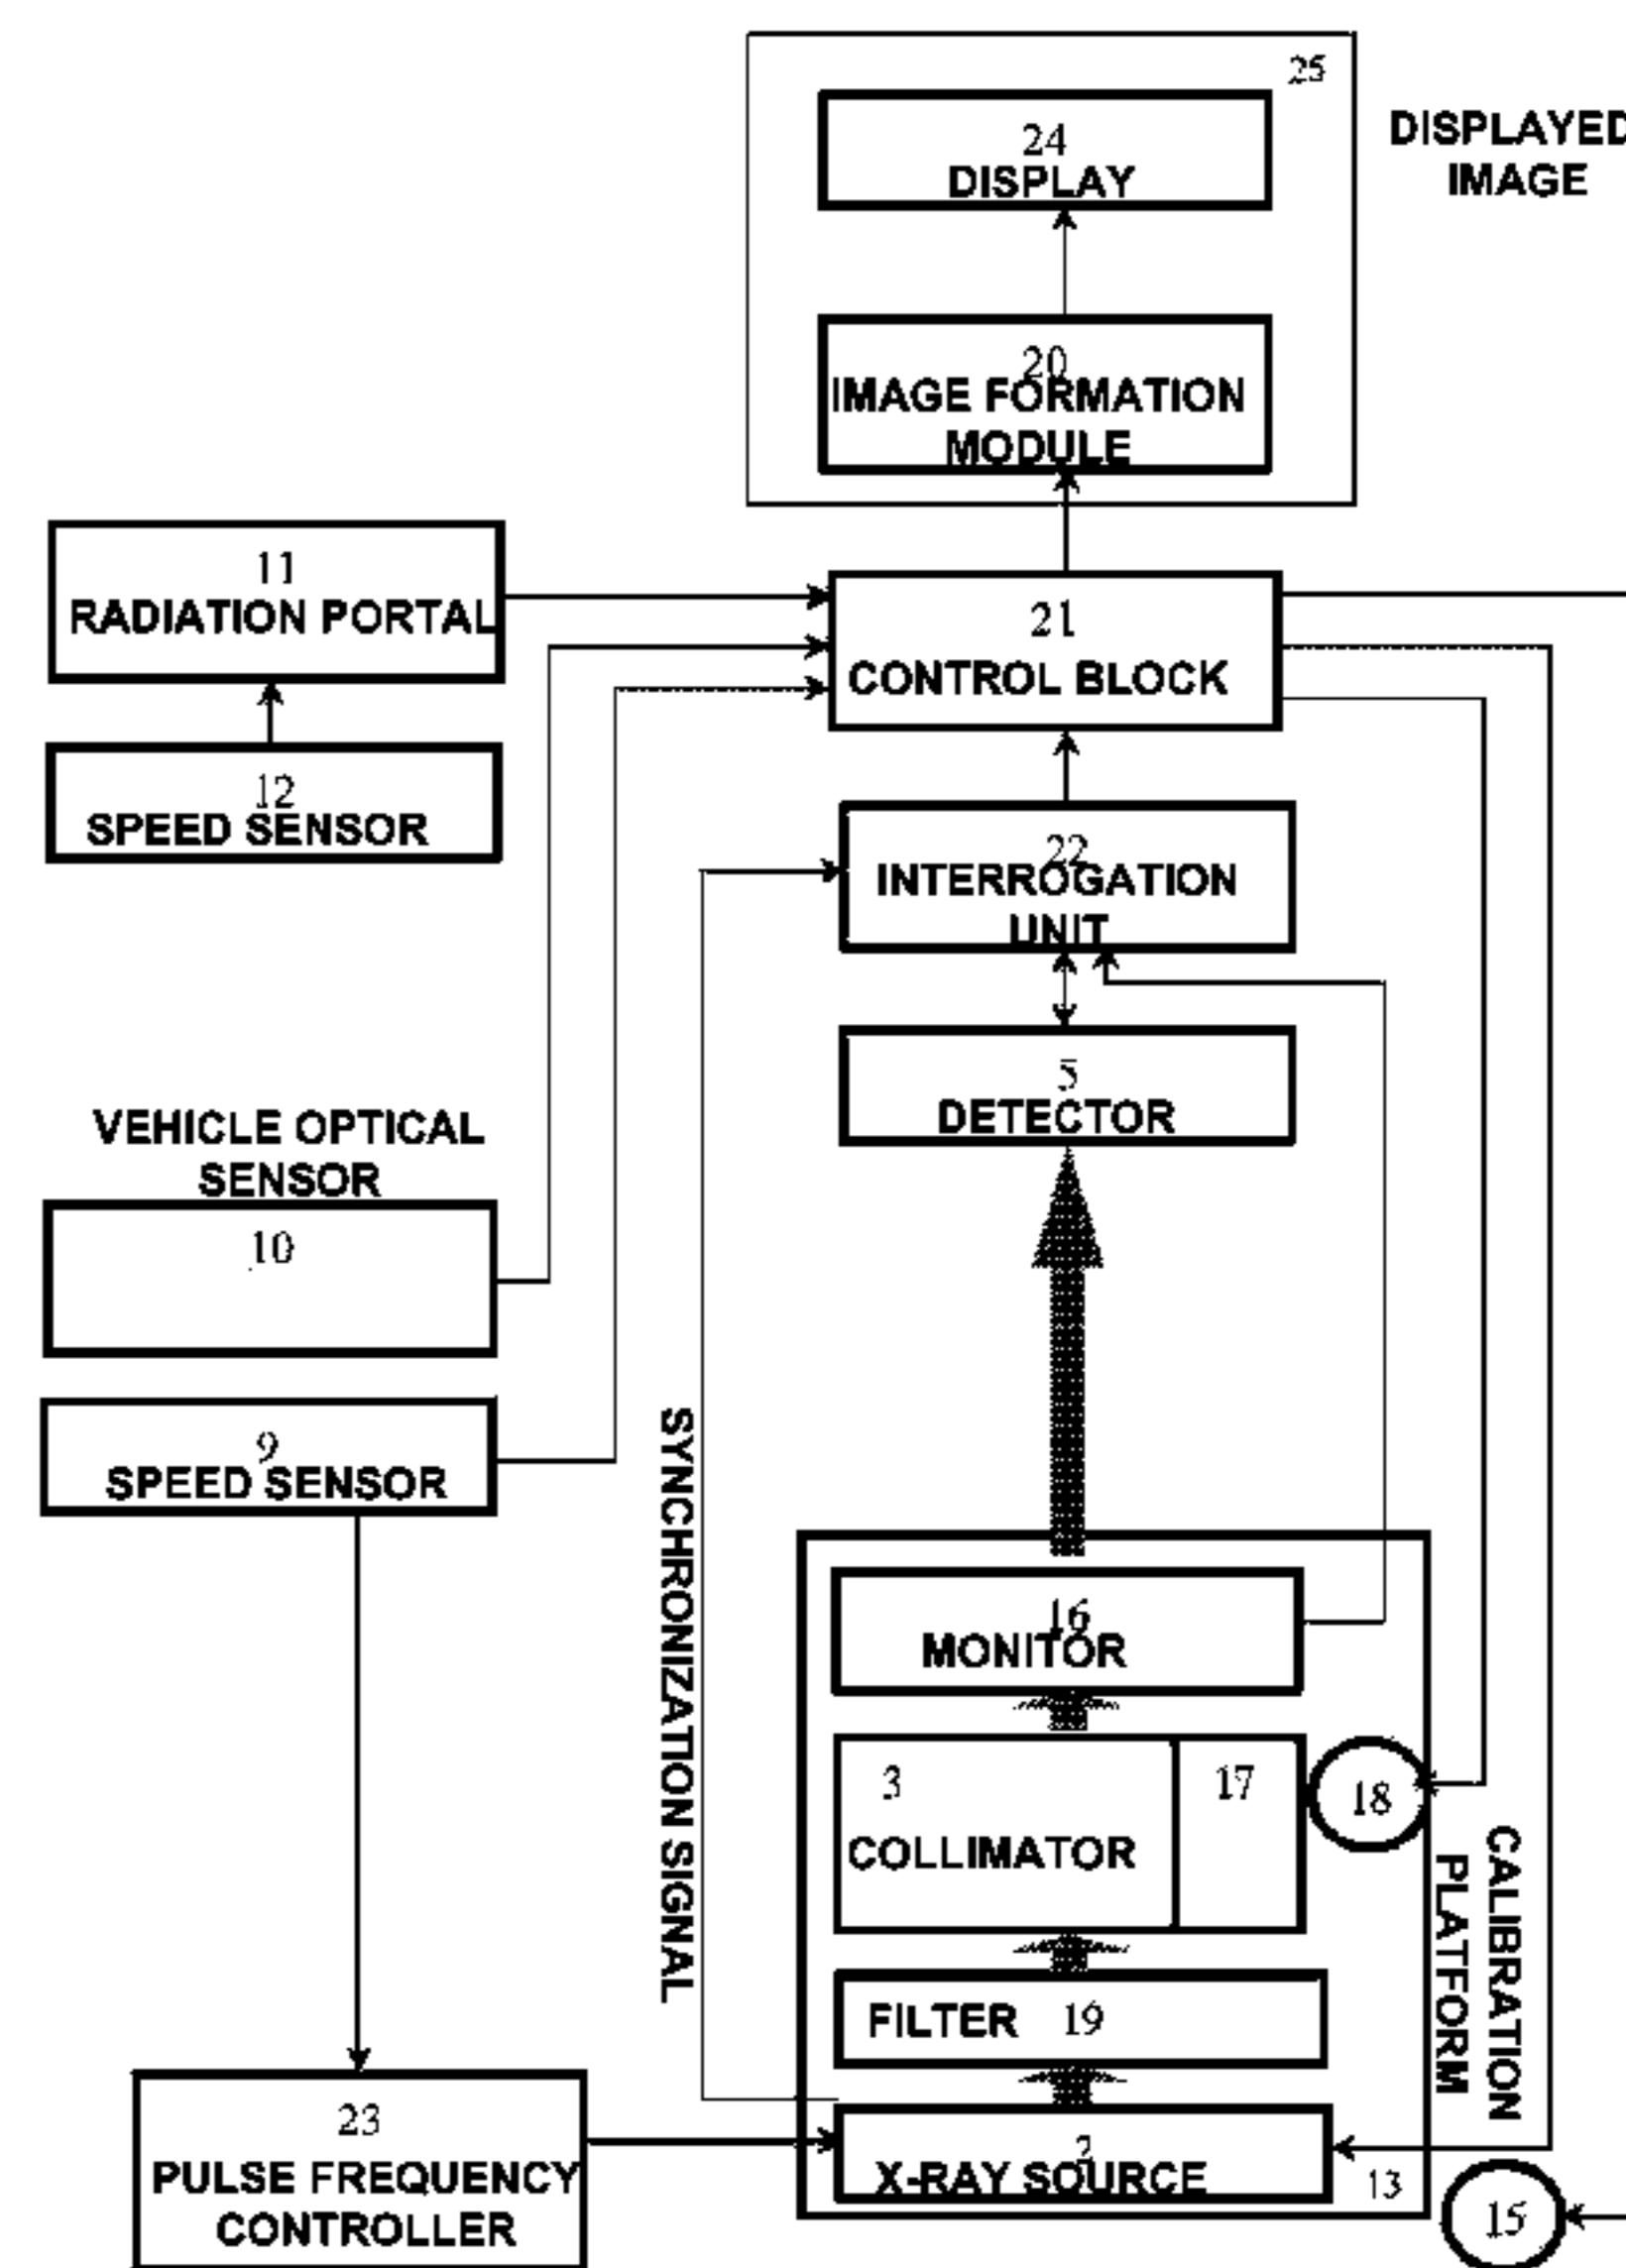 25
24
DISPLAY
DISPLAYED
IMAGE
20
IMAGE FORMATION
MODULE
11
RADIATION PORTAL
21
CONTROL BLOCK
12
SPEED SENSOR
22
INTERROGATION
UNIT
5
DETECTOR
VEHICLE OPTICAL
SENSOR
10
9
SPEED SENSOR
SYNCHRONIZATION SIGNAL
16
MONITOR
3
COLLIMATOR
17
18
CALIBRATION
PLATFORM
FILTER 19
23
PULSE FREQUENCY
CONTROLLER
2
X-RAY SOURCE
13
15